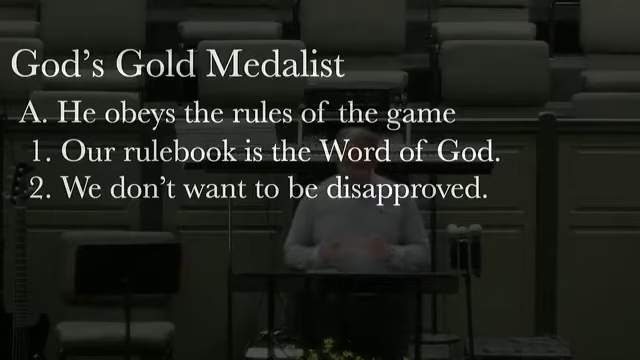 God’s Gold Medalist
A. He obeys the rules of the game
1. Our rulebook is the Word of God.
2. We don’t want to be disapproved.